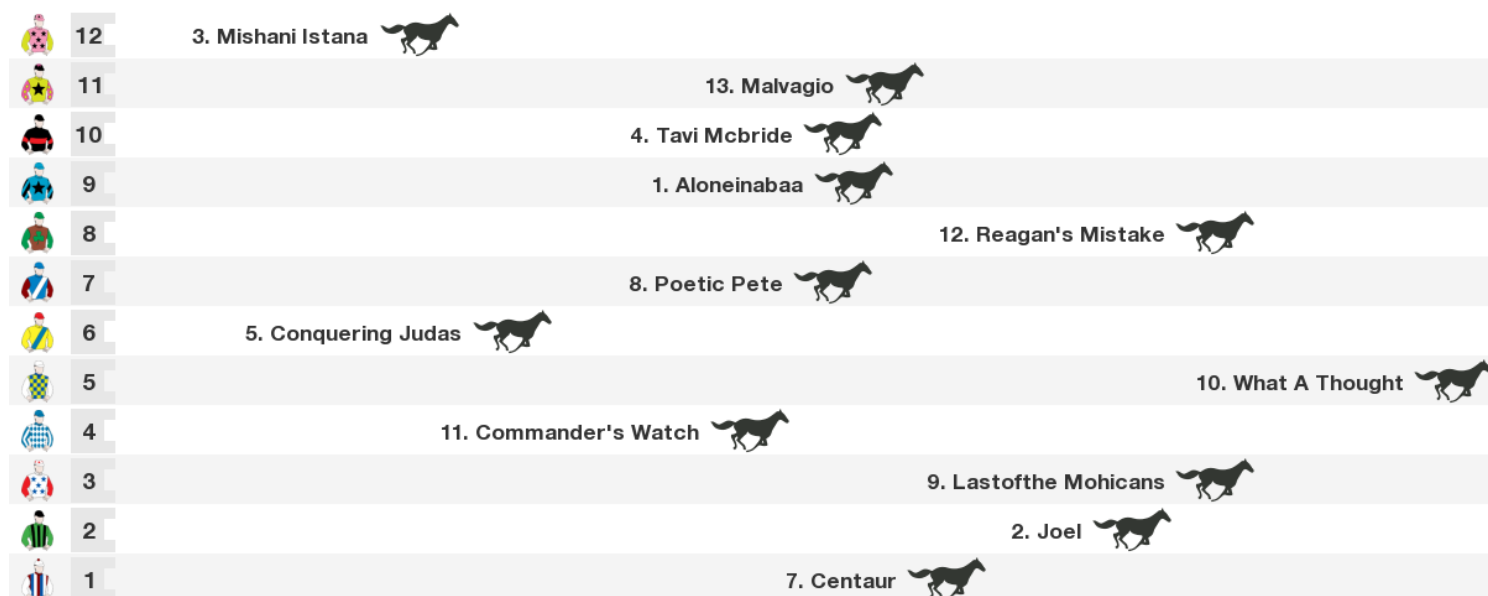 12 3. Mishani Istana
11 13. Malvagio
10 4. Tavi Mcbride
9 1. Aloneinabaa
8 12. Reagan's Mistake
7 8. Poetic Pete
6 5. Conquering Judas
5 10. What A Thought
4 11. Commander's Watch
3 9. Lastofthe Mohicans
2 2. Joel
1 7. Centaur